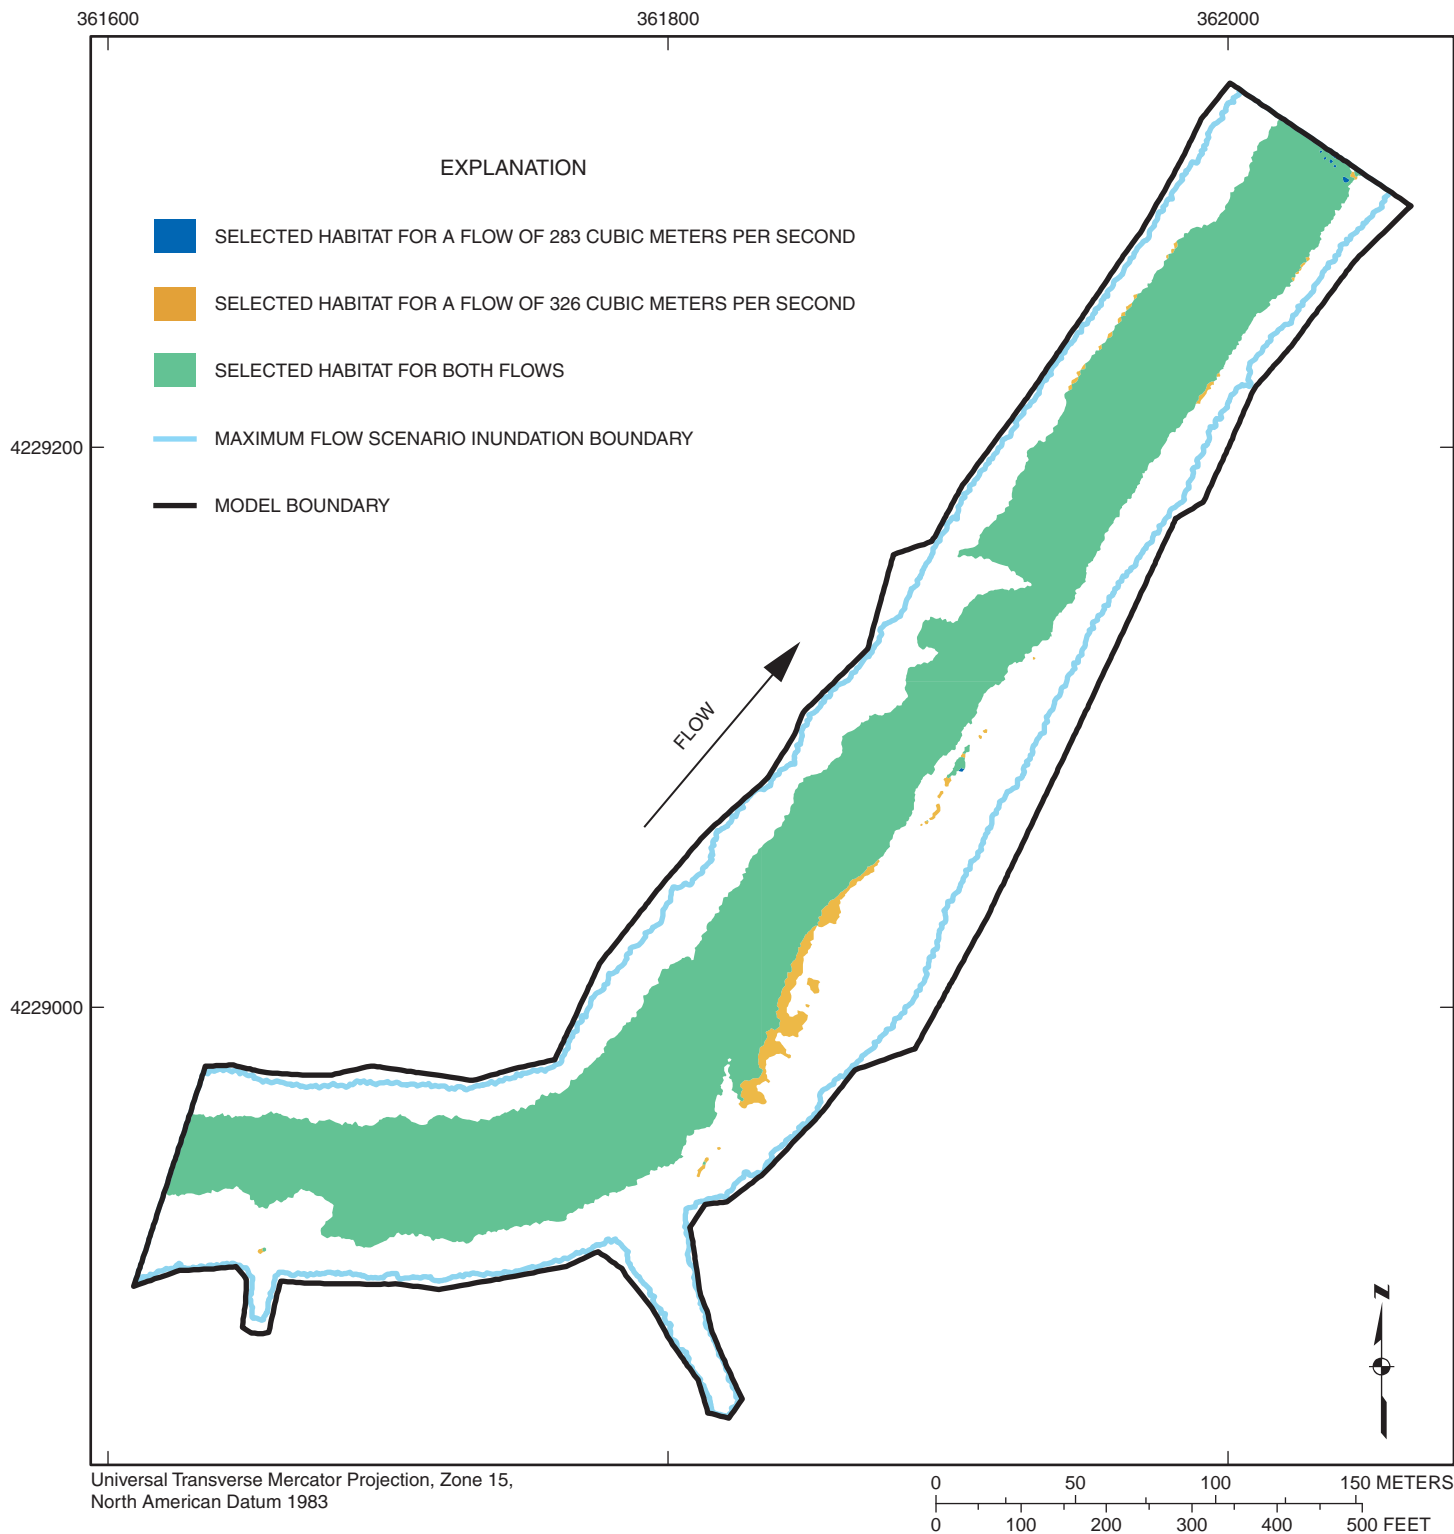 361600 361800 362000
EXPLANATION
SELECTED HABITAT FOR A FLOW OF 283 CUBIC METERS PER SECOND
SELECTED HABITAT FOR A FLOW OF 326 CUBIC METERS PER SECOND
SELECTED HABITAT FOR BOTH FLOWS
MAXIMUM FLOW SCENARIO INUNDATION BOUNDARY
MODEL BOUNDARY
4229200
FLOW
4229000
N
Universal Transverse Mercator Projection, Zone 15,
North American Datum 1983
0 50 100 150 METERS
0 100 200 300 400 500 FEET